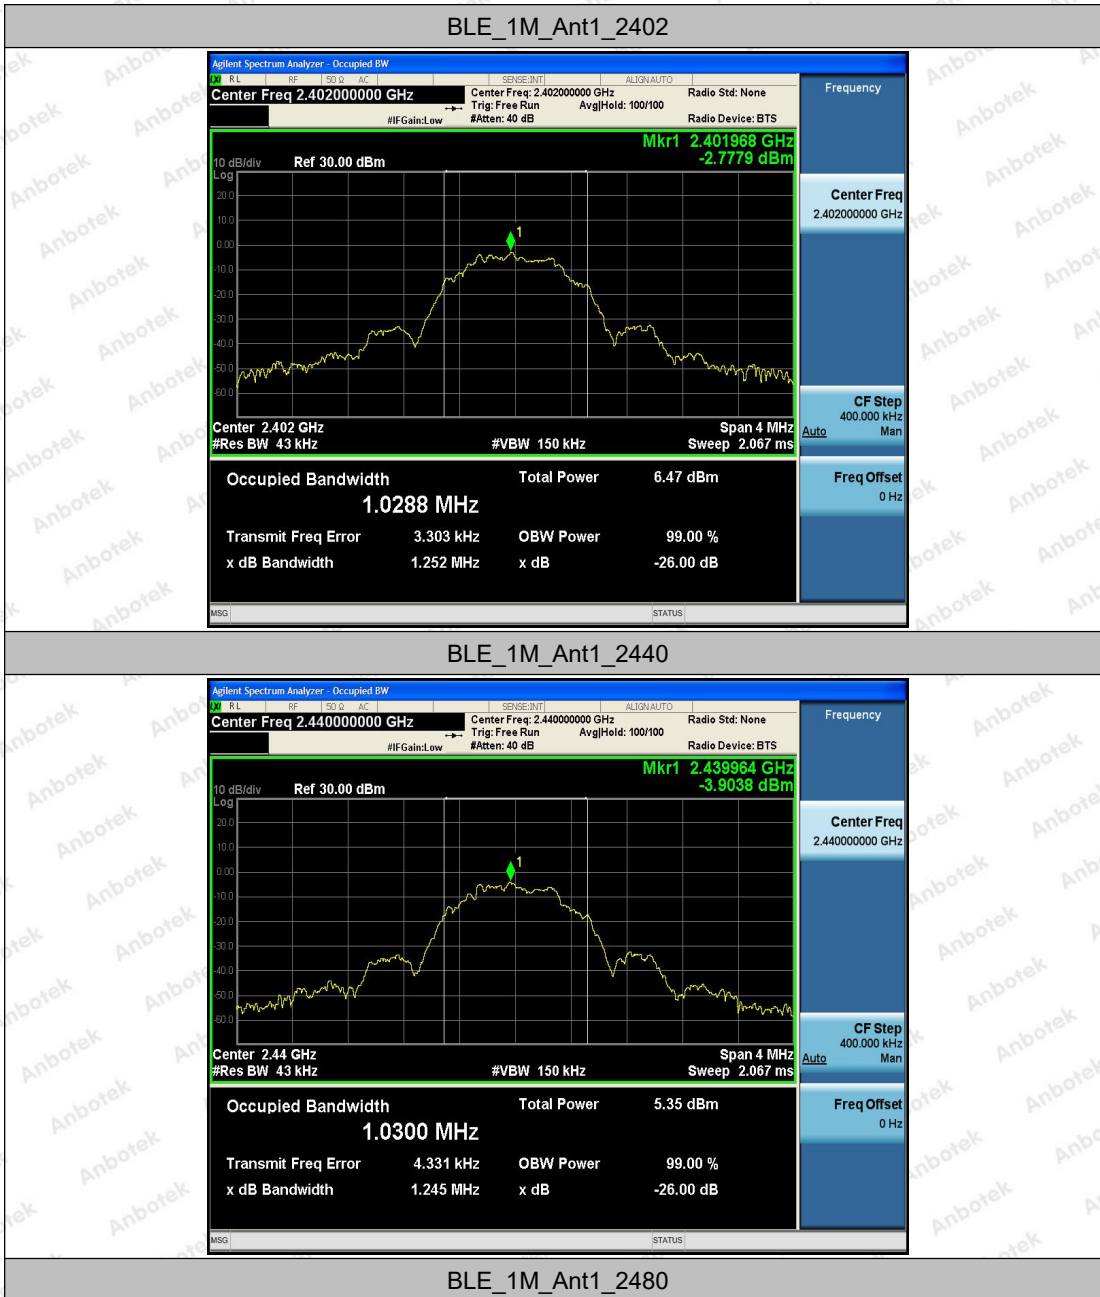 BLE_1M_Ant1_2402
Agilent Spectrum Analyzer - Occupied BW
LXI RL RF 50 Ω AC SENSE:INT ALIGNAUTO
Center Freq 2.402000000 GHz
Center Freq: 2.402000000 GHz Radio Std: None
Trig: Free Run Avg|Hold: 100/100
#IFGain:Low #Atten: 40 dB Radio Device: BTS
Mkr1 2.401968 GHz
-2.7779 dBm
10 dB/div Ref 30.00 dBm
Log
20.0
10.0
0.00
-10.0
-20.0
-30.0
-40.0
-50.0
-60.0
1
Center 2.402 GHz Span 4 MHz
#Res BW 43 kHz #VBW 150 kHz Sweep 2.067 ms
Occupied Bandwidth Total Power 6.47 dBm
1.0288 MHz
Transmit Freq Error 3.303 kHz OBW Power 99.00 %
x dB Bandwidth 1.252 MHz x dB -26.00 dB
MSG STATUS
Frequency
Center Freq
2.402000000 GHz
CF Step
400.000 kHz
Auto Man
Freq Offset
0 Hz
BLE_1M_Ant1_2440
Agilent Spectrum Analyzer - Occupied BW
LXI RL RF 50 Ω AC SENSE:INT ALIGNAUTO
Center Freq 2.440000000 GHz
Center Freq: 2.440000000 GHz Radio Std: None
Trig: Free Run Avg|Hold: 100/100
#IFGain:Low #Atten: 40 dB Radio Device: BTS
Mkr1 2.439964 GHz
-3.9038 dBm
10 dB/div Ref 30.00 dBm
Log
20.0
10.0
0.00
-10.0
-20.0
-30.0
-40.0
-50.0
-60.0
1
Center 2.44 GHz Span 4 MHz
#Res BW 43 kHz #VBW 150 kHz Sweep 2.067 ms
Occupied Bandwidth Total Power 5.35 dBm
1.0300 MHz
Transmit Freq Error 4.331 kHz OBW Power 99.00 %
x dB Bandwidth 1.245 MHz x dB -26.00 dB
MSG STATUS
Frequency
Center Freq
2.440000000 GHz
CF Step
400.000 kHz
Auto Man
Freq Offset
0 Hz
BLE_1M_Ant1_2480
Anbotek